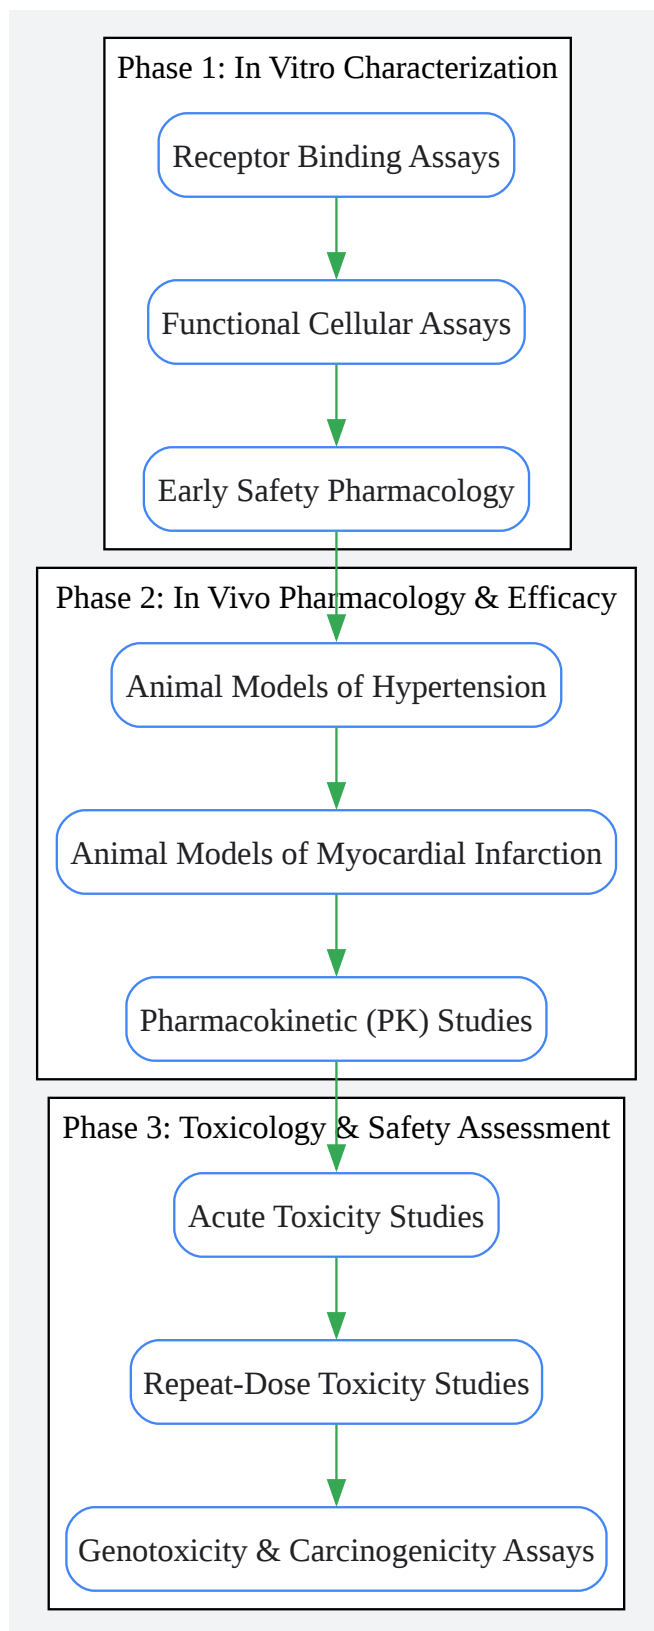 Phase 1: In Vitro Characterization
Receptor Binding Assays
Functional Cellular Assays
Early Safety Pharmacology
Phase 2: In Vivo Pharmacology & Efficacy
Animal Models of Hypertension
Animal Models of Myocardial Infarction
Pharmacokinetic (PK) Studies
Phase 3: Toxicology & Safety Assessment
Acute Toxicity Studies
Repeat-Dose Toxicity Studies
Genotoxicity & Carcinogenicity Assays